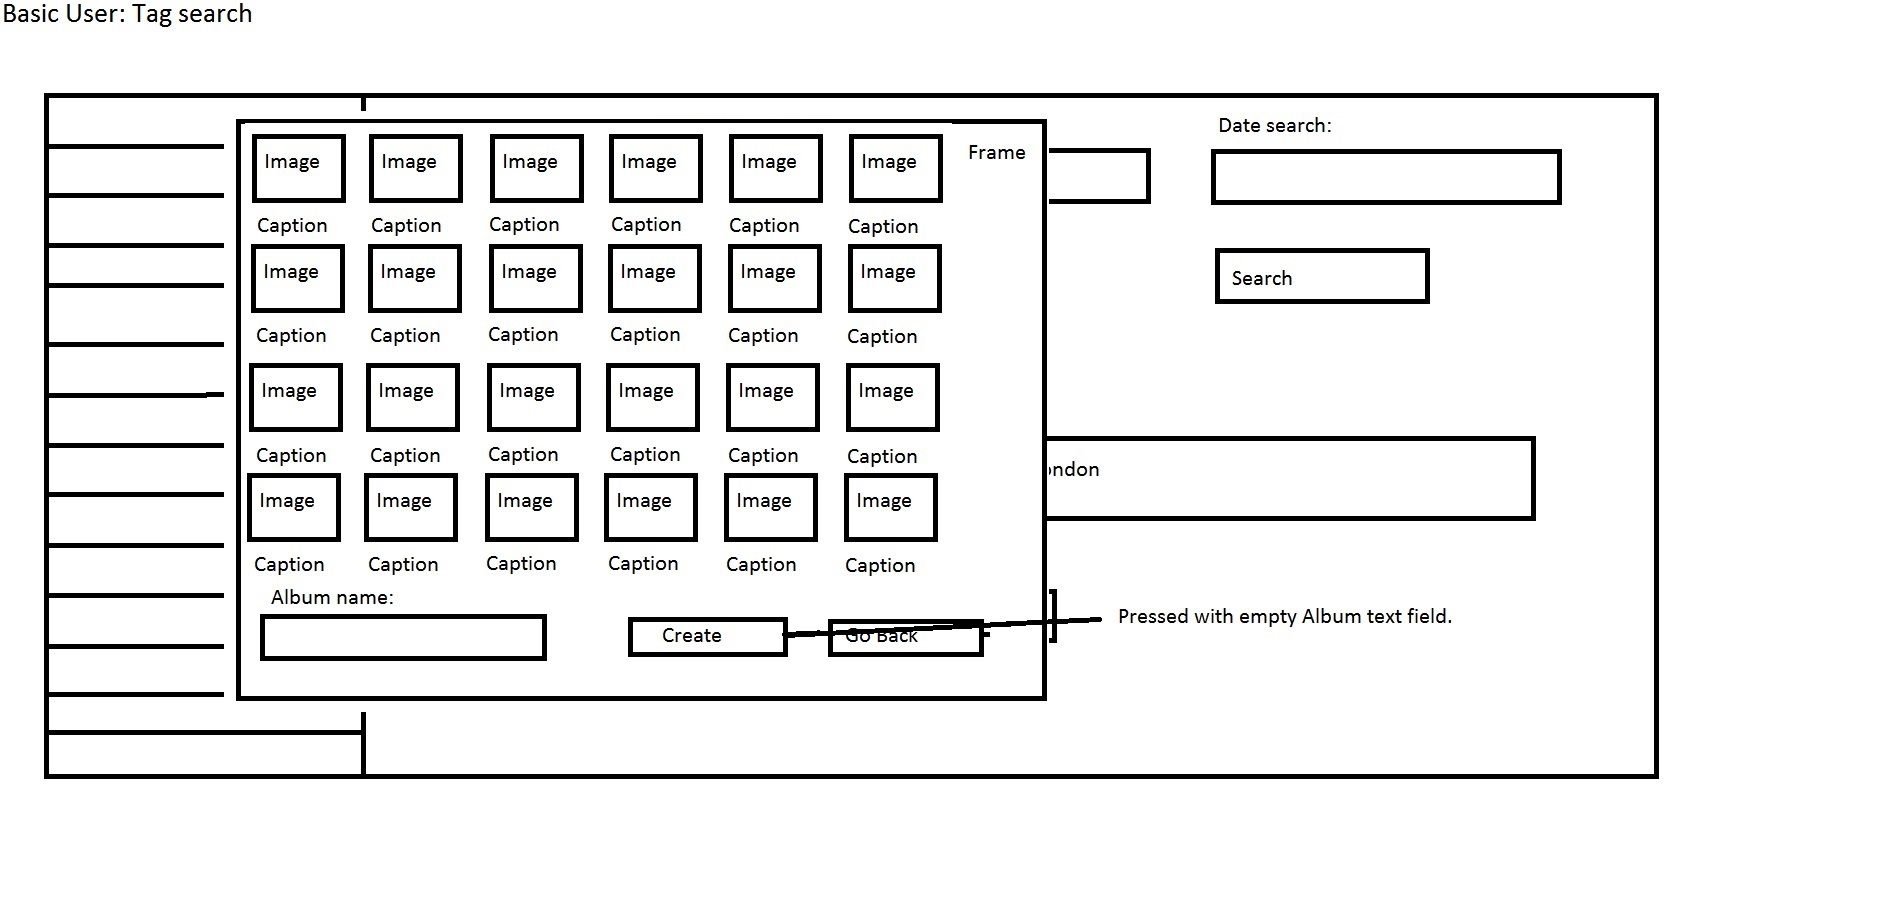 Basic User: Tag search
Date search:
Image Image Image Image Image Image Frame
Caption Caption Caption Caption Caption Caption
Image Image Image Image Image Image
Search
Caption Caption Caption Caption Caption Caption
Image Image Image Image Image Image
Caption Caption Caption Caption Caption Caption
ondon
Image Image Image Image Image Image
Caption Caption Caption Caption Caption Caption
Album name:
Pressed with empty Album text field.
Create Go Back